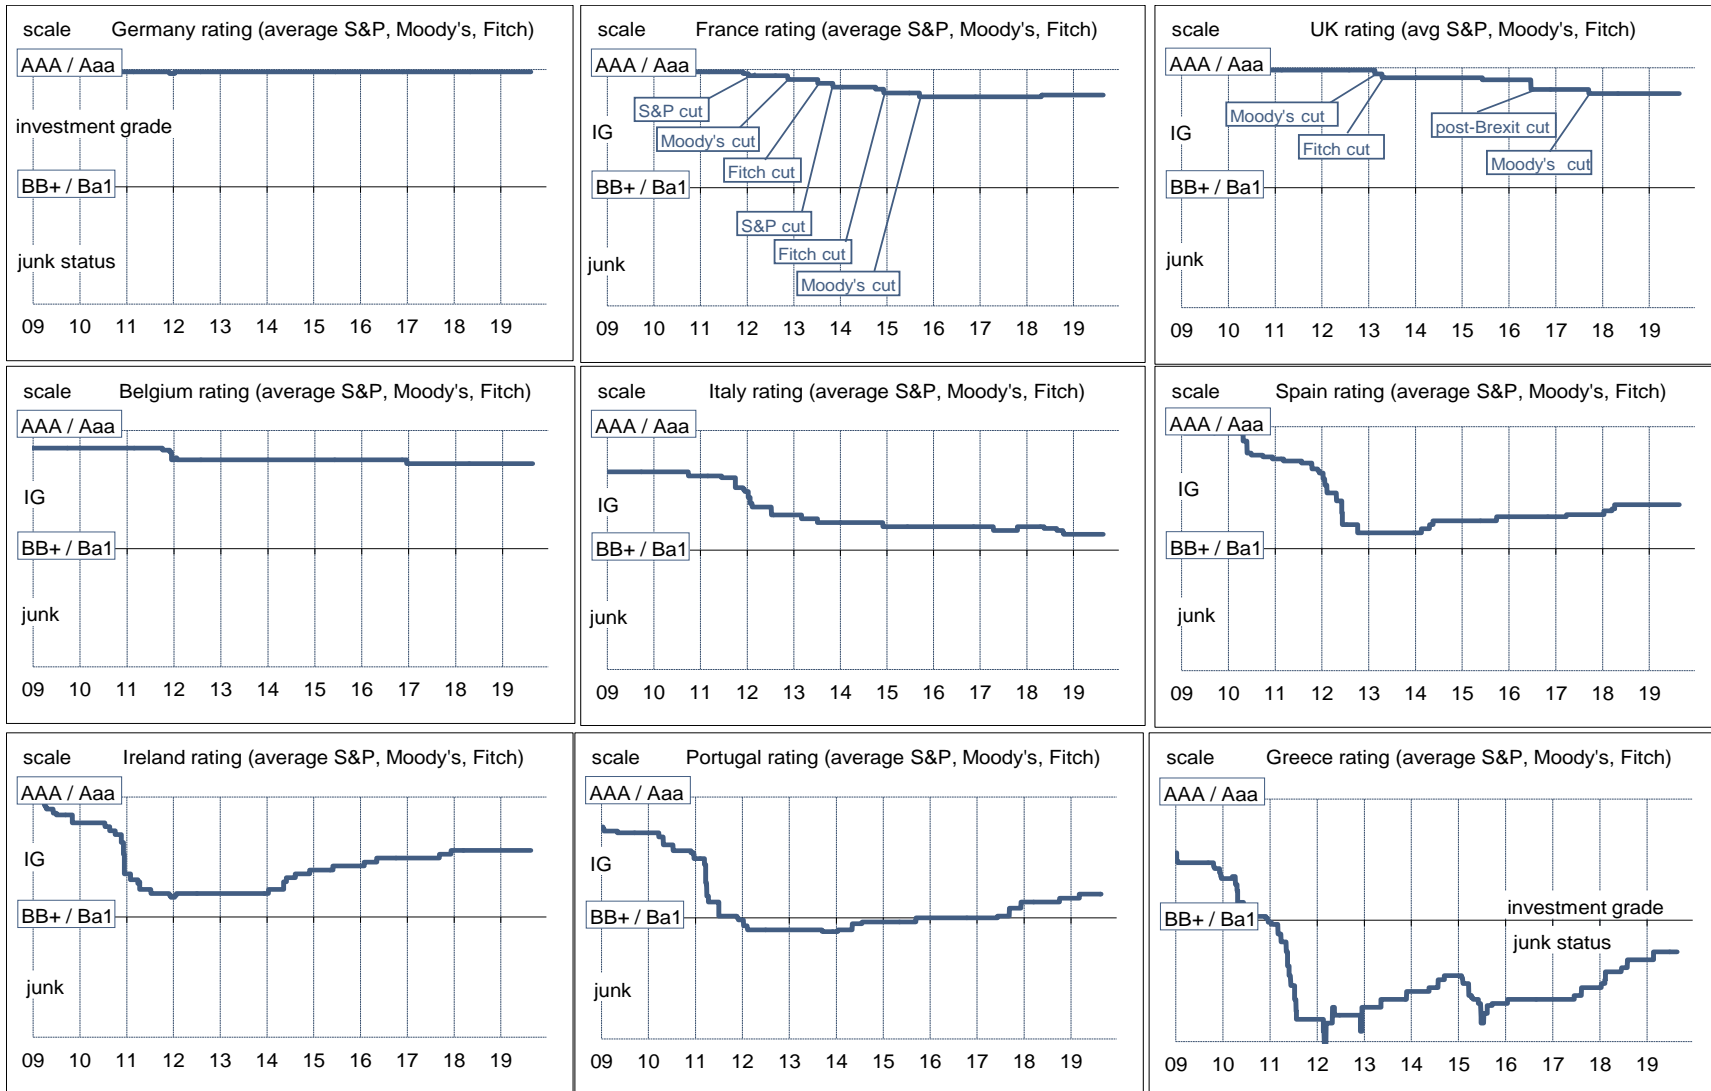 scale Germany rating (average S&P, Moody's, Fitch)
AAA / Aaa
investment grade
BB+ / Ba1
junk status
09 10 11 12 13 14 15 16 17 18 19
scale France rating (average S&P, Moody's, Fitch)
AAA / Aaa
S&P cut
IG
Moody's cut
Fitch cut
BB+ / Ba1
S&P cut
Fitch cut
junk
Moody's cut
09 10 11 12 13 14 15 16 17 18 19
scale UK rating (avg S&P, Moody's, Fitch)
AAA / Aaa
Moody's cut
post-Brexit cut
IG
Fitch cut
Moody's cut
BB+ / Ba1
junk
09 10 11 12 13 14 15 16 17 18 19
scale Belgium rating (average S&P, Moody's, Fitch)
AAA / Aaa
IG
BB+ / Ba1
junk
09 10 11 12 13 14 15 16 17 18 19
scale Italy rating (average S&P, Moody's, Fitch)
AAA / Aaa
IG
BB+ / Ba1
junk
09 10 11 12 13 14 15 16 17 18 19
scale Spain rating (average S&P, Moody's, Fitch)
AAA / Aaa
IG
BB+ / Ba1
junk
09 10 11 12 13 14 15 16 17 18 19
scale Ireland rating (average S&P, Moody's, Fitch)
AAA / Aaa
IG
BB+ / Ba1
junk
09 10 11 12 13 14 15 16 17 18 19
scale Portugal rating (average S&P, Moody's, Fitch)
AAA / Aaa
IG
BB+ / Ba1
junk
09 10 11 12 13 14 15 16 17 18 19
scale Greece rating (average S&P, Moody's, Fitch)
AAA / Aaa
investment grade
BB+ / Ba1
junk status
09 10 11 12 13 14 15 16 17 18 19